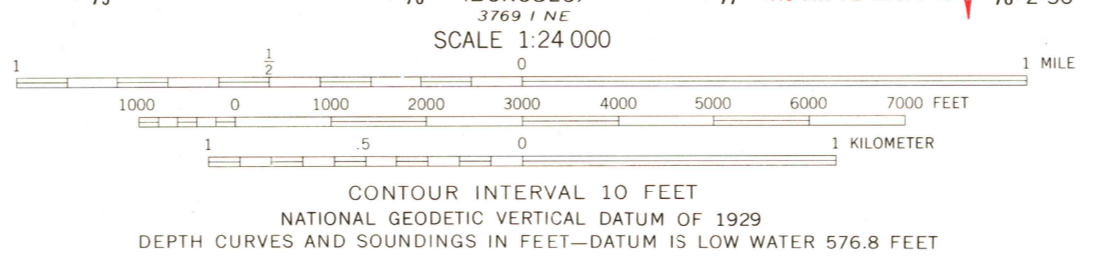 3769 I NE
SCALE 1:24 000
1 1/2 0 1 MILE
1000 0 1000 2000 3000 4000 5000 6000 7000 FEET
1 .5 0 1 KILOMETER
CONTOUR INTERVAL 10 FEET
NATIONAL GEODETIC VERTICAL DATUM OF 1929
DEPTH CURVES AND SOUNDINGS IN FEET—DATUM IS LOW WATER 576.8 FEET